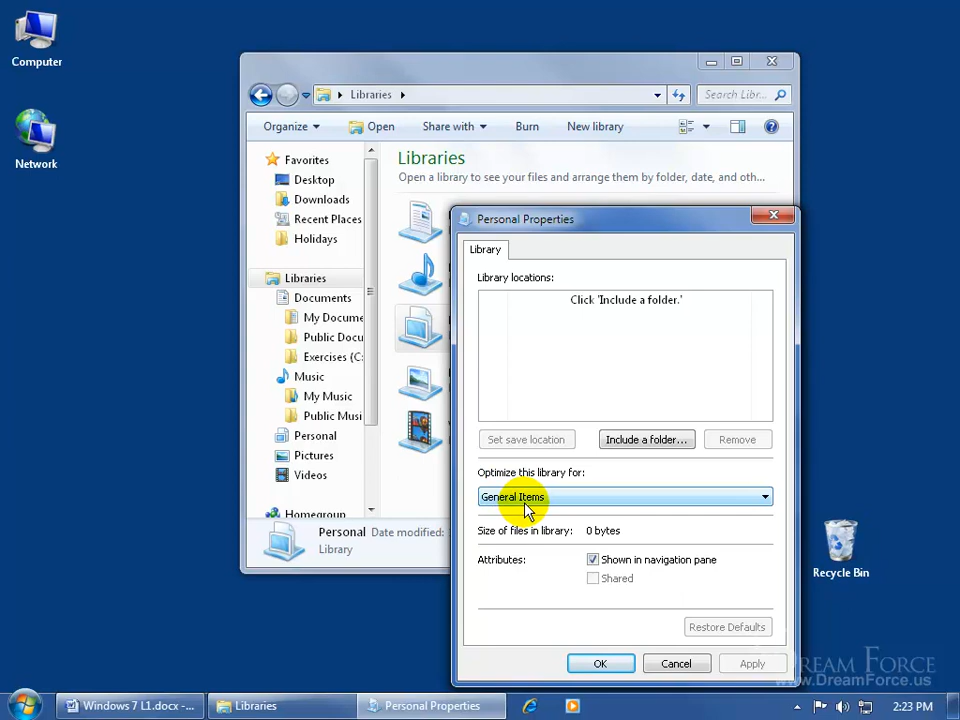 Computer
Network
Libraries
Search Libr...
Organize
Open
Share with
Burn
New library
Favorites
Desktop
Downloads
Recent Places
Holidays
Libraries
Documents
My Docume
Public Docu
Exercises (C:
Music
My Music
Public Musi
Personal
Pictures
Videos
Homegroup
Libraries
Open a library to see your files and arrange them by folder, date, and oth...
Personal Date modified:
Library
Personal Properties
Library
Library locations:
Click 'Include a folder.'
Set save location
Include a folder...
Remove
Optimize this library for:
General Items
Size of files in library: 0 bytes
Attributes:
Shown in navigation pane
Shared
Restore Defaults
OK
Cancel
Apply
Recycle Bin
DREAM FORCE
www.DreamForce.us
Windows 7 L1.docx -...
Libraries
Personal Properties
2:23 PM